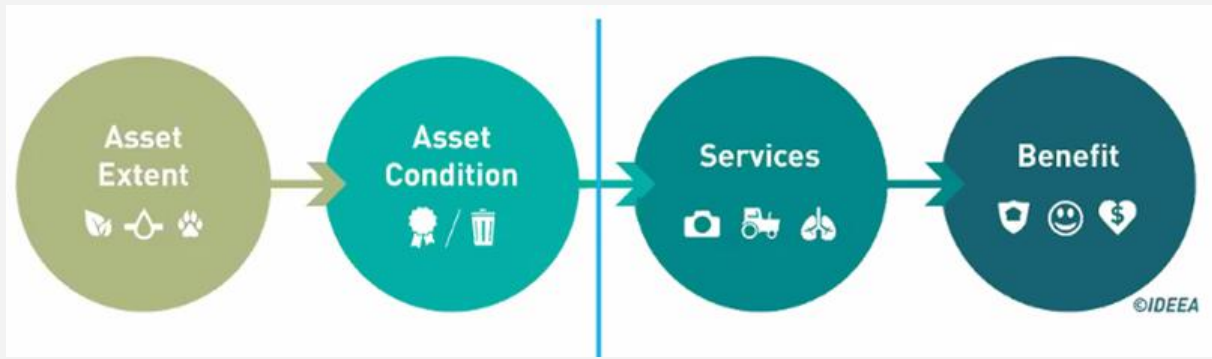 Asset
Extent
Asset
Condition
Services
Benefit
$
©IDEEA